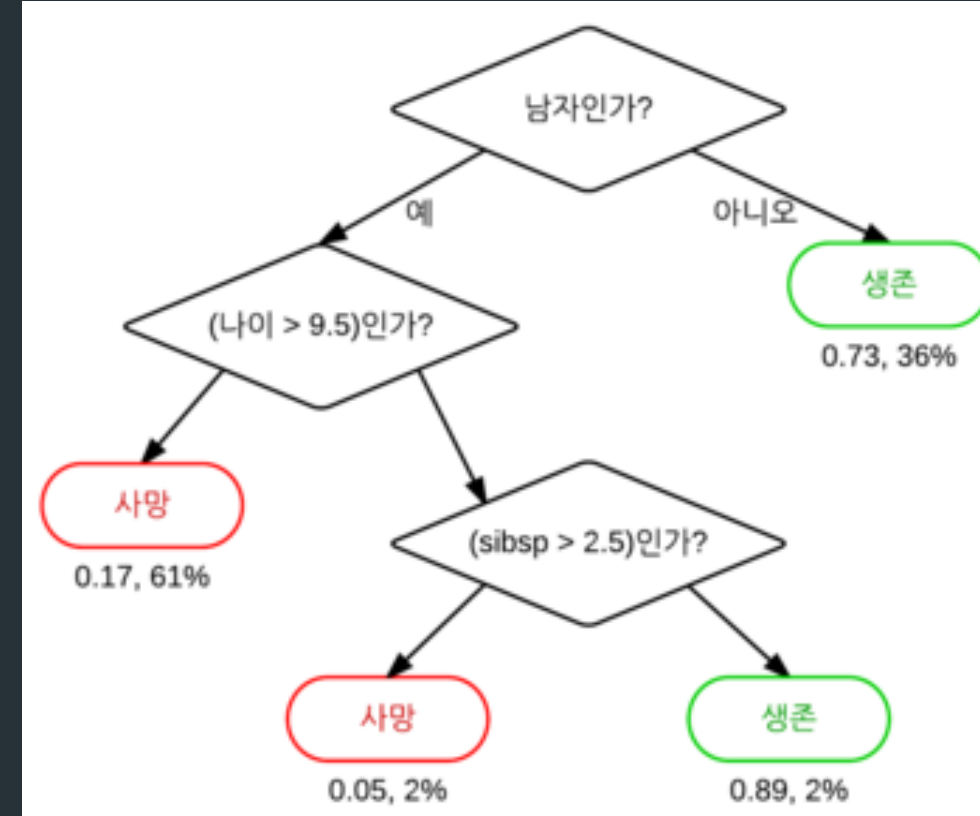 남자인가?
예
아니오
생존
0.73, 36%
(나이 > 9.5)인가?
사망
0.17, 61%
(sibsp > 2.5)인가?
사망
0.05, 2%
생존
0.89, 2%